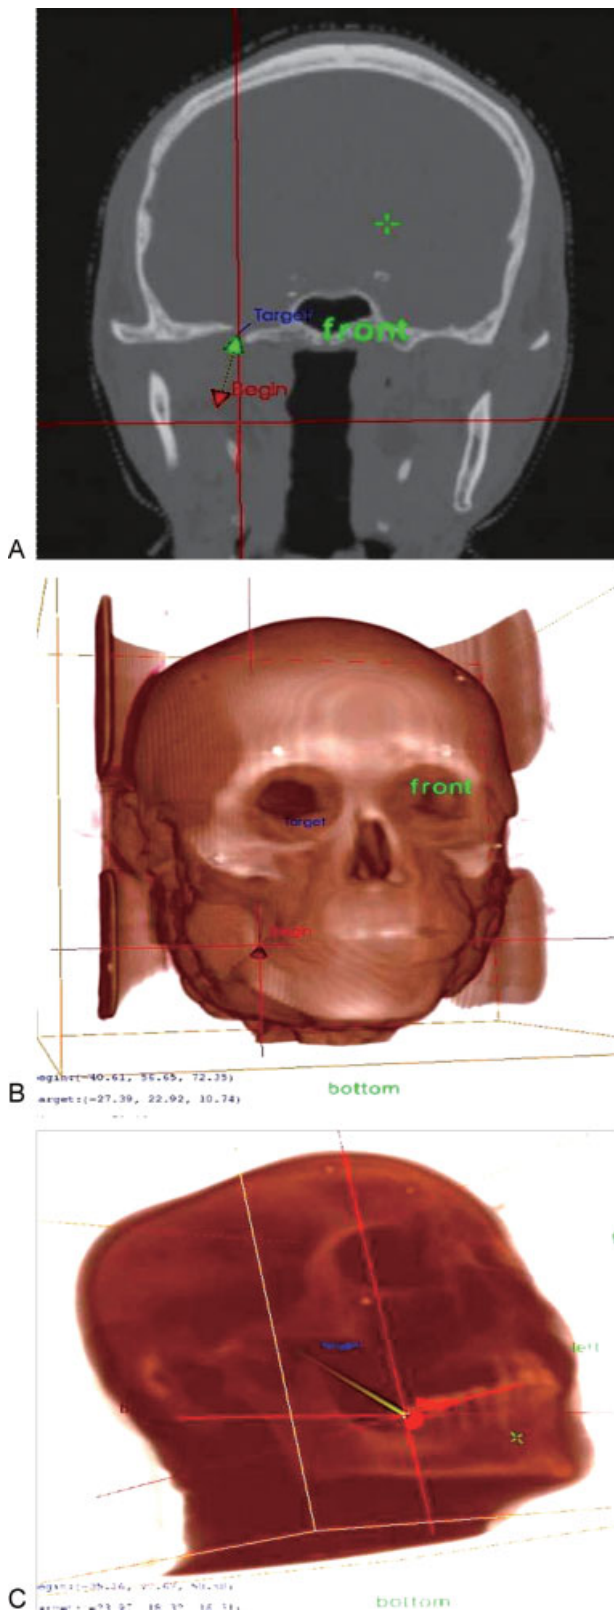 Target
front
Begin
A
front
Target
Begin
egin:(-40.61, 56.65, 72.35)
arget:(-27.39, 22.92, 10.74)
B
bottom
left
C
bottom